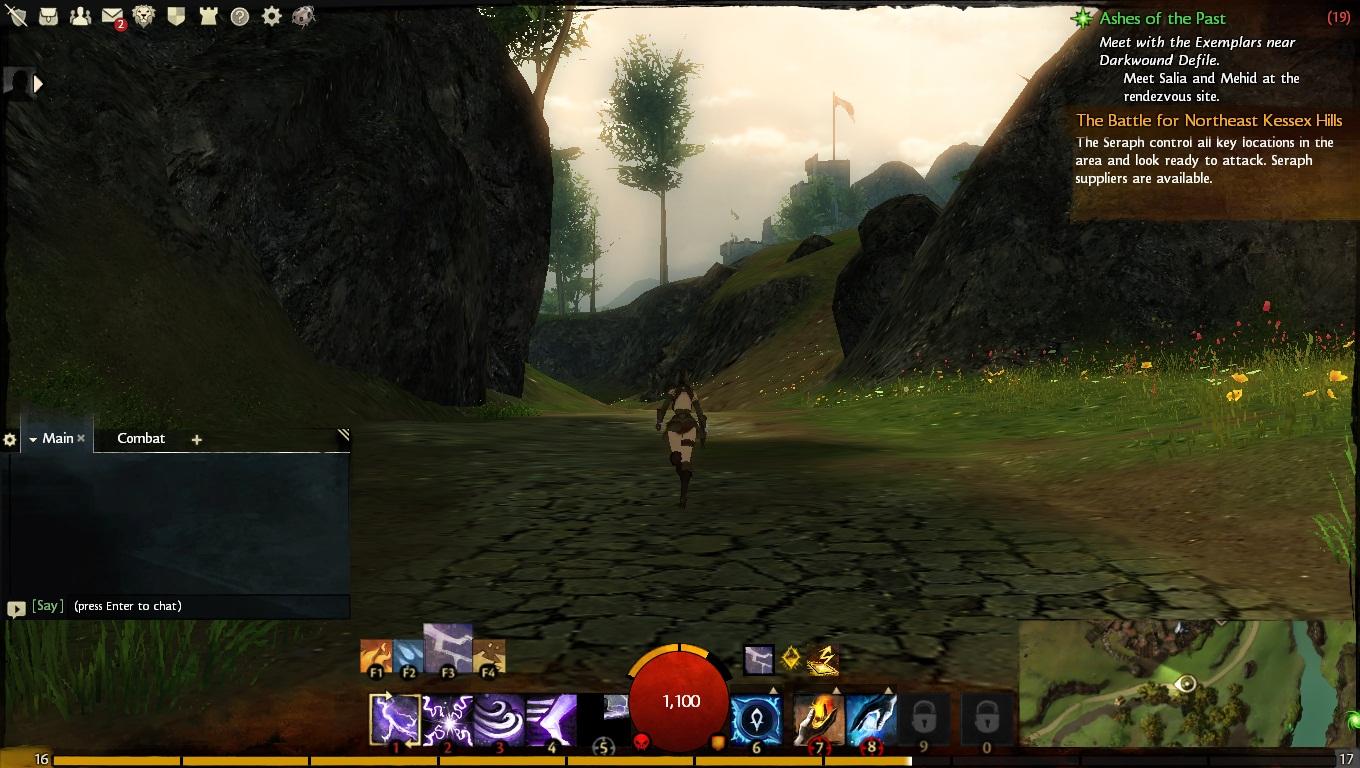 2
Ashes of the Past (19)
Meet with the Exemplars near
Darkwound Defile.
Meet Salia and Mehid at the
rendezvous site.
The Battle for Northeast Kessex Hills
The Seraph control all key locations in the
area and look ready to attack. Seraph
suppliers are available.
Main Combat
[Say] (press Enter to chat)
F1 F2 F3 F4
1,100
1 2 3 4 5 6 7 8 9 0
16 17